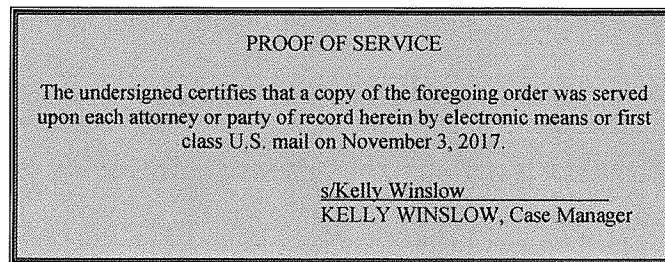 PROOF OF SERVICE
The undersigned certifies that a copy of the foregoing order was served
upon each attorney or party of record herein by electronic means or first
class U.S. mail on November 3, 2017.
s/Kelly Winslow
KELLY WINSLOW, Case Manager